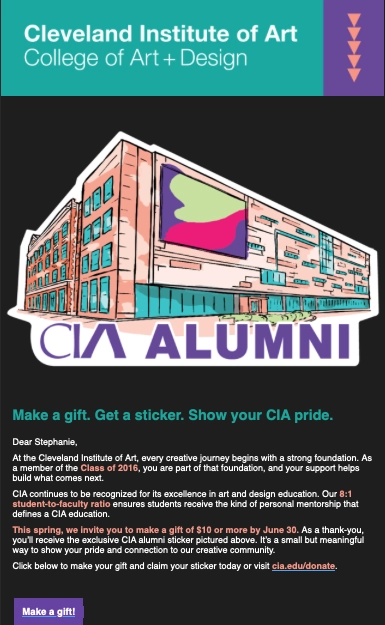 Cleveland Institute of Art
College of Art + Design
CIA ALUMNI
Make a gift. Get a sticker. Show your CIA pride.
Dear Stephanie,
At the Cleveland Institute of Art, every creative journey begins with a strong foundation. As
a member of the Class of 2016, you are part of that foundation, and your support helps
build what comes next.
CIA continues to be recognized for its excellence in art and design education. Our 8:1
student-to-faculty ratio ensures students receive the kind of personal mentorship that
defines a CIA education.
This spring, we invite you to make a gift of $10 or more by June 30. As a thank-you,
you'll receive the exclusive CIA alumni sticker pictured above. It's a small but meaningful
way to show your pride and connection to our creative community.
Click below to make your gift and claim your sticker today or visit cia.edu/donate.
Make a gift!